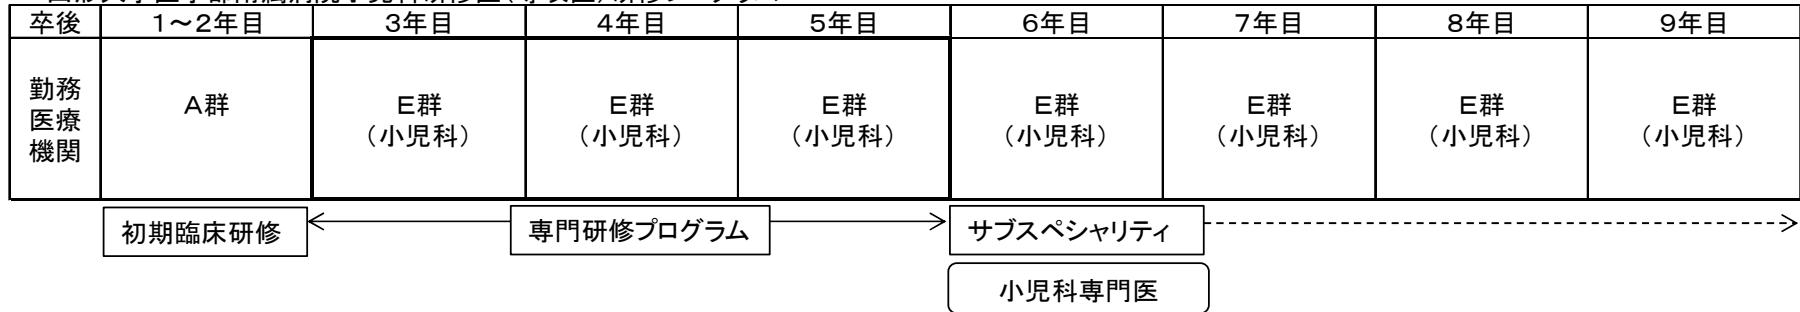 卒後 1~2年目 3年目 4年目 5年目 6年目 7年目 8年目 9年目
勤務医療機関 A群 E群（小児科） E群（小児科） E群（小児科） E群（小児科） E群（小児科） E群（小児科） E群（小児科）
初期臨床研修 専門研修プログラム サブスペシャリティ
小児科専門医